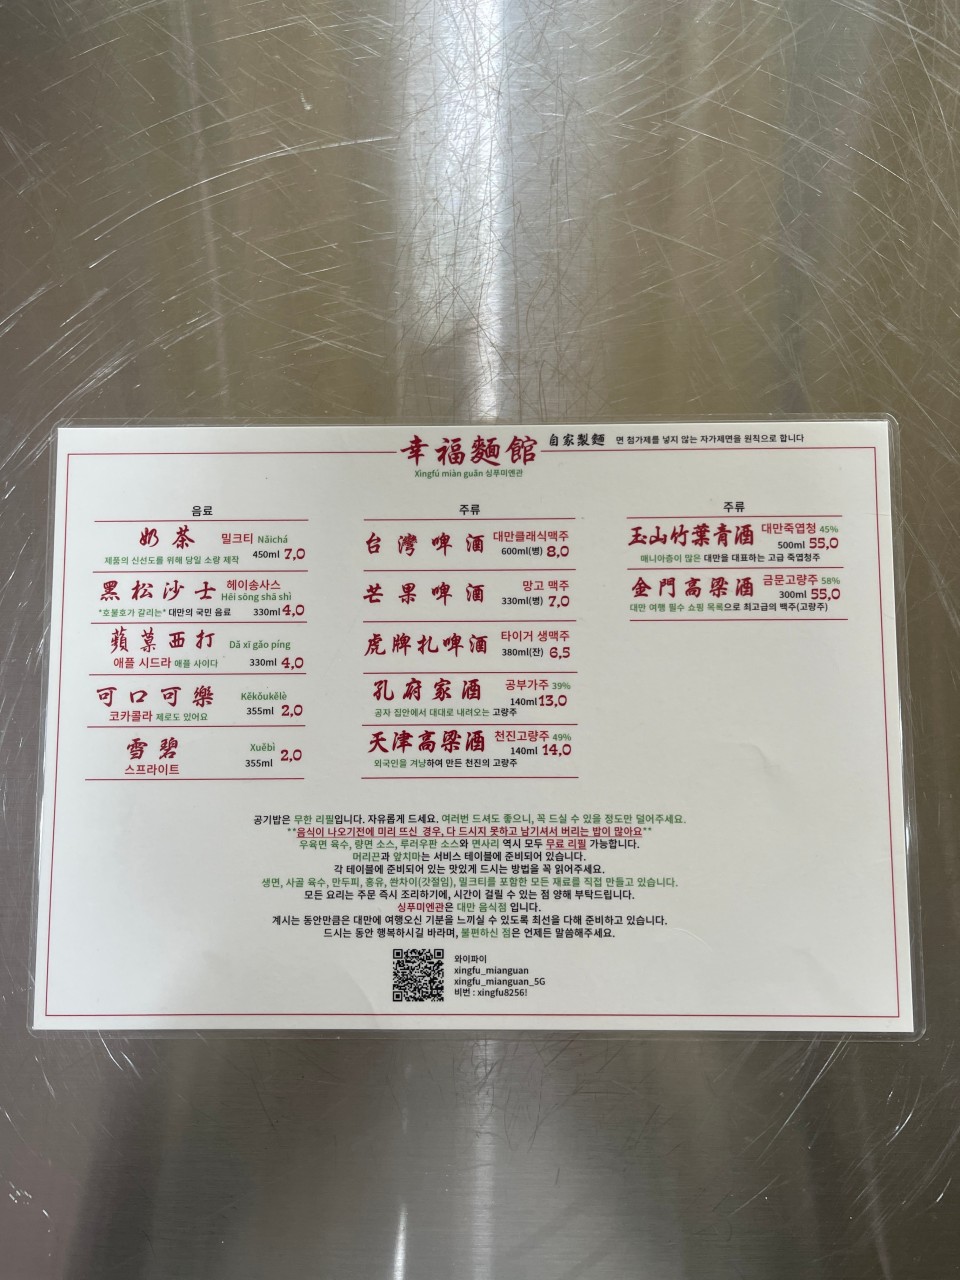 幸福麵館 自家製麵 면 첨가제를 넣지 않는 자가제면을 원칙으로 합니다
Xìngfú miàn guǎn 싱푸미엔관
음료
奶茶 밀크티 Nǎichá
제품의 신선도를 위해 당일 소량 제작 450ml 7,0
黑松沙士 헤이송사스
Hēi sōng shā shì
*호불호가 갈리는* 대만의 국민 음료 330ml 4,0
蘋菓西打 Dǎ xī gǎo píng
애플 시드라 애플 사이다 330ml 4,0
可口可樂 Kěkǒukělè
코카콜라 제로도 있어요 355ml 2,0
雪碧 Xuěbì
스프라이트 355ml 2,0
주류
台灣啤酒 대만클래식맥주
600ml(병) 8,0
芒果啤酒 망고 맥주
330ml(병) 7,0
虎牌扎啤酒 타이거 생맥주
380ml(잔) 6,5
孔府家酒 공부가주 39%
140ml 13,0
공자 집안에서 대대로 내려오는 고량주
天津高粱酒 천진고량주 49%
140ml 14,0
외국인을 겨냥하여 만든 천진의 고량주
주류
玉山竹葉青酒 대만죽엽청 45%
500ml 55,0
매니아층이 많은 대만을 대표하는 고급 죽엽청주
金門高梁酒 금문고량주 58%
300ml 55,0
대만 여행 필수 쇼핑 목록으로 최고급의 백주(고량주)
공기밥은 무한 리필입니다. 자유롭게 드세요. 여러번 드셔도 좋으니, 꼭 드실 수 있을 정도만 덜어주세요.
**음식이 나오기전에 미리 뜨신 경우, 다 드시지 못하고 남기셔서 버리는 밥이 많아요**
우육면 육수, 량면 소스, 루러우판 소스와 면사리 역시 모두 무료 리필 가능합니다.
머리끈과 앞치마는 서비스 테이블에 준비되어 있습니다.
각 테이블에 준비되어 있는 맛있게 드시는 방법을 꼭 읽어주세요.
생면, 사골 육수, 만두피, 홍유, 쏸차이(갓절임), 밀크티를 포함한 모든 재료를 직접 만들고 있습니다.
모든 요리는 주문 즉시 조리하기에, 시간이 걸릴 수 있는 점 양해 부탁드립니다.
싱푸미엔관은 대만 음식점 입니다.
계시는 동안만큼은 대만에 여행오신 기분을 느끼실 수 있도록 최선을 다해 준비하고 있습니다.
드시는 동안 행복하시길 바라며, 불편하신 점은 언제든 말씀해주세요.
와이파이
xingfu_mianguan
xingfu_mianguan_5G
비번 : xingfu8256!